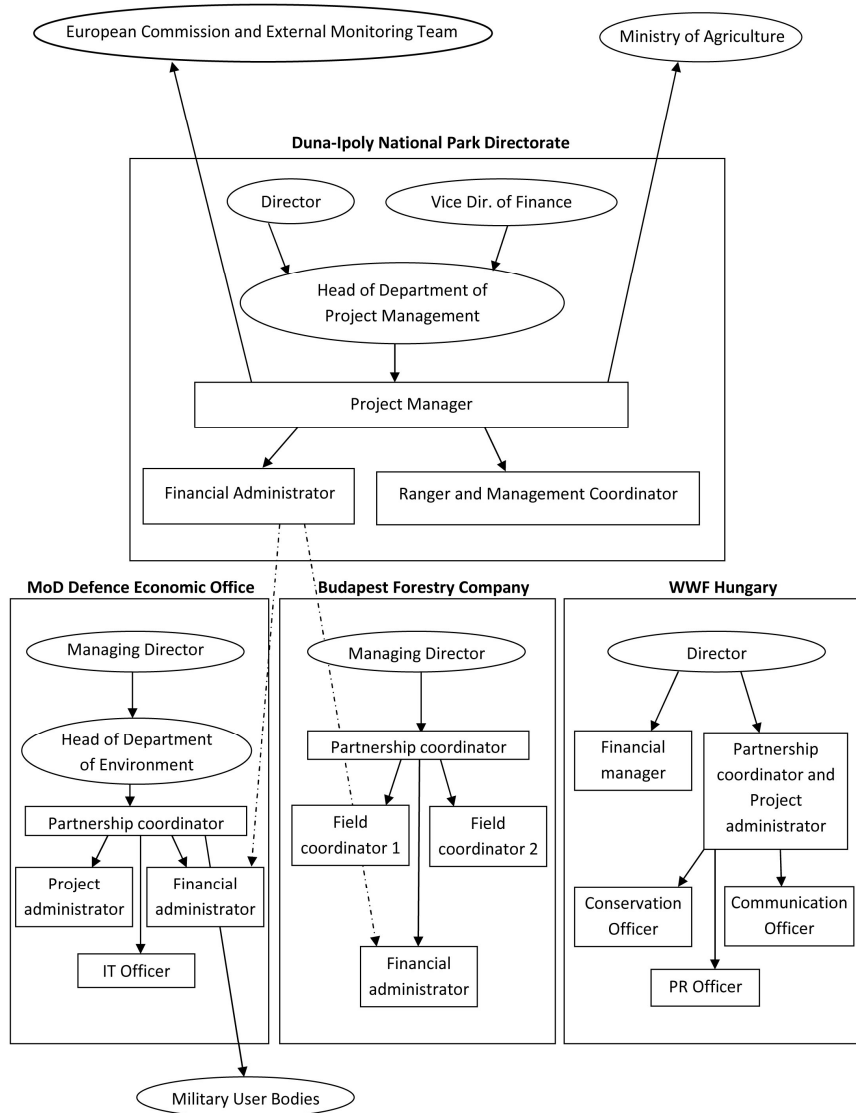 European Commission and External Monitoring Team
Ministry of Agriculture
Duna-Ipoly National Park Directorate
Director
Vice Dir. of Finance
Head of Department of
Project Management
Project Manager
Financial Administrator
Ranger and Management Coordinator
MoD Defence Economic Office
Managing Director
Head of Department
of Environment
Partnership coordinator
Project
administrator
Financial
administrator
IT Officer
Military User Bodies
Budapest Forestry Company
Managing Director
Partnership coordinator
Field
coordinator 1
Field
coordinator 2
Financial
administrator
WWF Hungary
Director
Financial
manager
Partnership
coordinator and
Project
administrator
Conservation
Officer
Communication
Officer
PR Officer